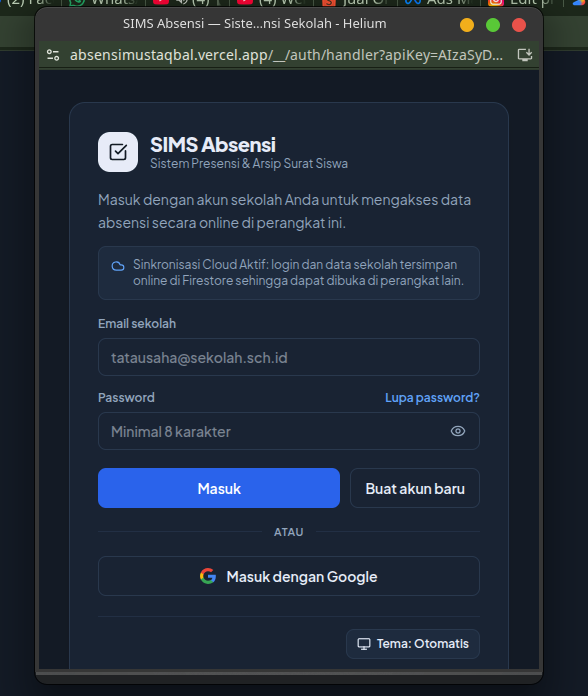 SIMS Absensi — Siste...nsi Sekolah - Helium
absensimustaqbal.vercel.app/__/auth/handler?apiKey=AIzaSyD...
SIMS Absensi
Sistem Presensi & Arsip Surat Siswa
Masuk dengan akun sekolah Anda untuk mengakses data
absensi secara online di perangkat ini.
Sinkronisasi Cloud Aktif: login dan data sekolah tersimpan
online di Firestore sehingga dapat dibuka di perangkat lain.
Email sekolah
tatausaha@sekolah.sch.id
Password
Lupa password?
Minimal 8 karakter
Masuk
Buat akun baru
ATAU
Masuk dengan Google
Tema: Otomatis